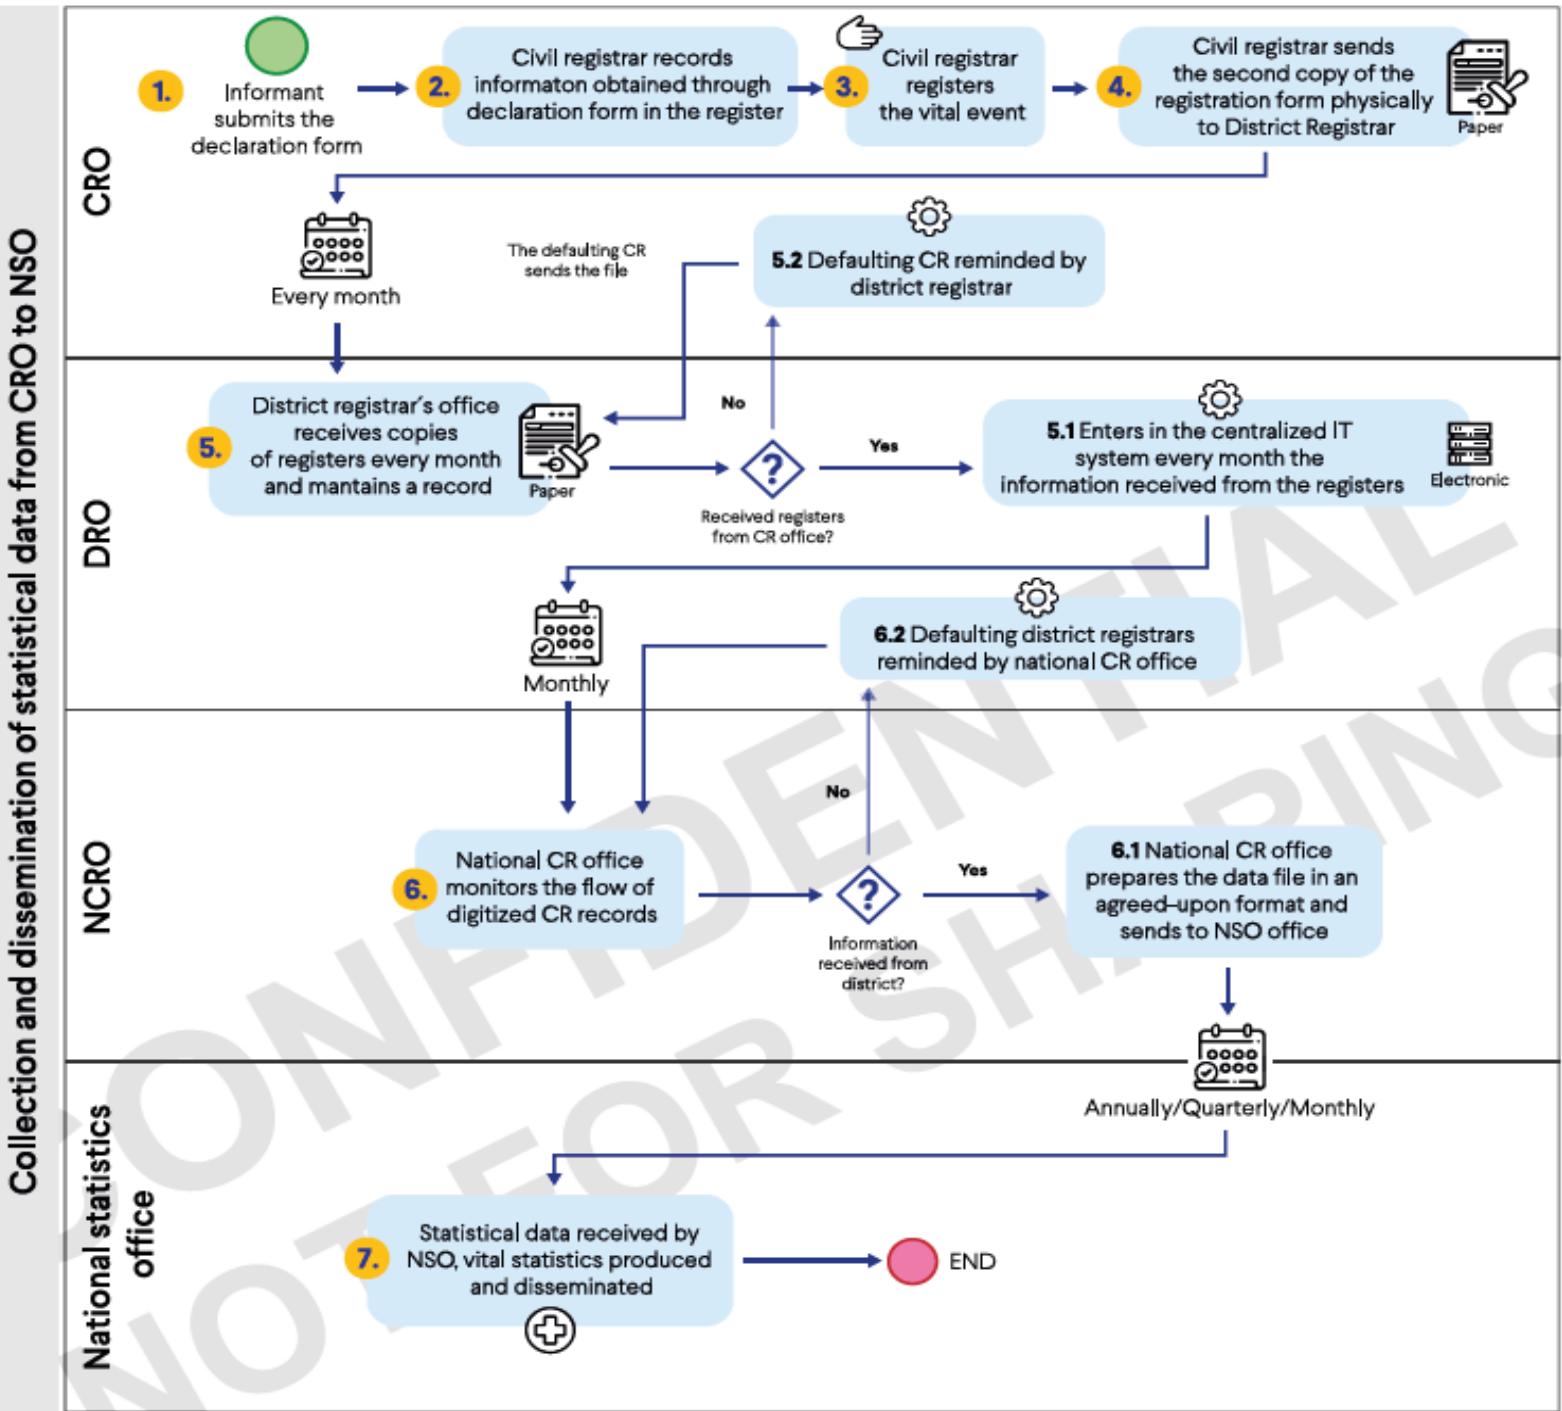 Collection and dissemination of statistical data from CRO to NSO
CRO
1.
Informant
submits the
declaration form
2.
Civil registrar records
informaton obtained through
declaration form in the register
3.
Civil registrar
registers
the vital event
4.
Civil registrar sends
the second copy of the
registration form physically
to District Registrar
Paper
Every month
The defaulting CR
sends the file
5.2 Defaulting CR reminded by
district registrar
DRO
5.
District registrar's office
receives copies
of registers every month
and mantains a record
Paper
No
?
Received registers
from CR office?
Yes
5.1 Enters in the centralized IT
system every month the
information received from the registers
Electronic
Monthly
6.2 Defaulting district registrars
reminded by national CR office
NCRO
6.
National CR office
monitors the flow of
digitized CR records
No
?
Information
received from
district?
Yes
6.1 National CR office
prepares the data file in an
agreed-upon format and
sends to NSO office
Annually/Quarterly/Monthly
National statistics
office
7.
Statistical data received by
NSO, vital statistics produced
and disseminated
END
CONFIDENTIAL
NOT FOR SHARING